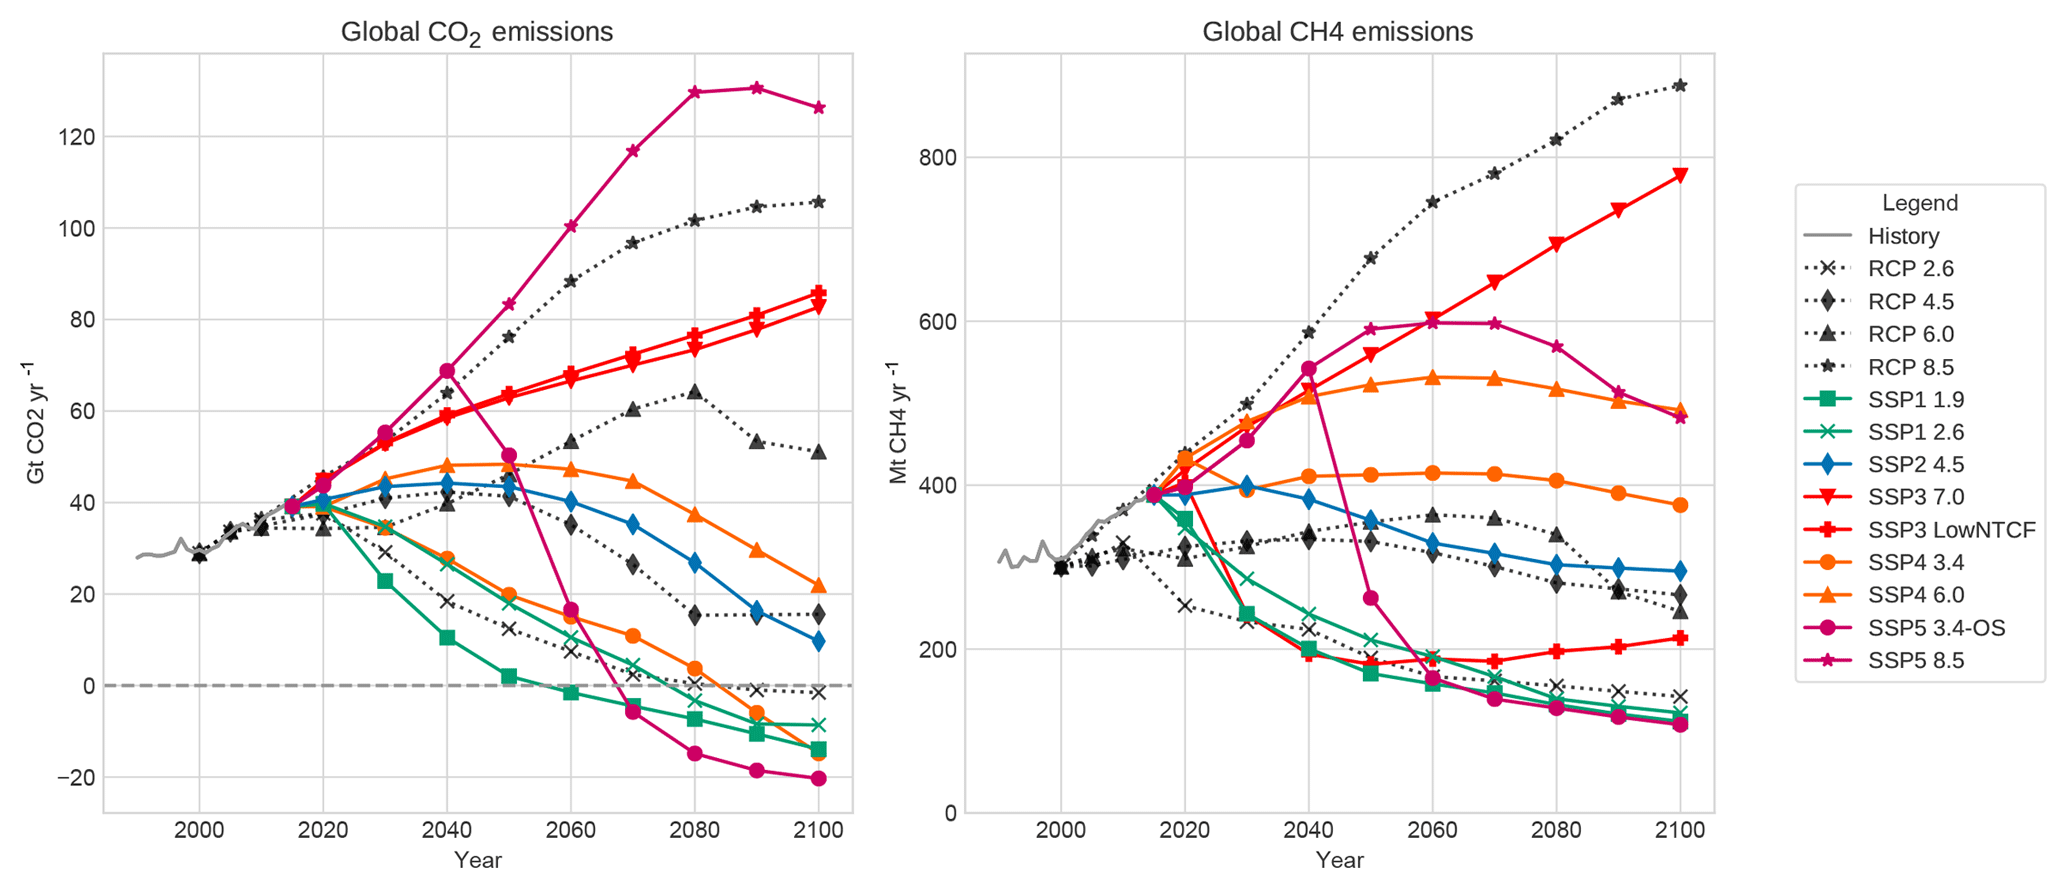 Global CO₂ emissions
120
100
80
60
40
20
0
−20
Gt CO2 yr⁻¹
2000 2020 2040 2060 2080 2100
Year
Global CH4 emissions
800
600
400
200
0
Mt CH4 yr⁻¹
2000 2020 2040 2060 2080 2100
Year
Legend
History
RCP 2.6
RCP 4.5
RCP 6.0
RCP 8.5
SSP1 1.9
SSP1 2.6
SSP2 4.5
SSP3 7.0
SSP3 LowNTCF
SSP4 3.4
SSP4 6.0
SSP5 3.4-OS
SSP5 8.5